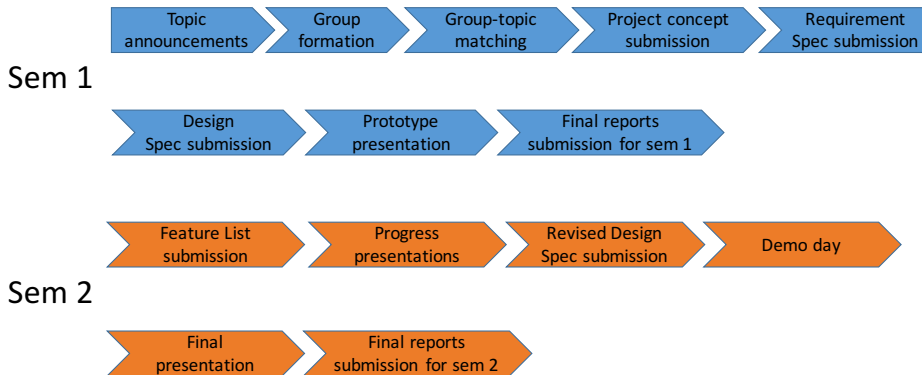 Topic
announcements
Group
formation
Group-topic
matching
Project concept
submission
Requirement
Spec submission
Sem 1
Design
Spec submission
Prototype
presentation
Final reports
submission for sem 1
Feature List
submission
Progress
presentations
Revised Design
Spec submission
Demo day
Sem 2
Final
presentation
Final reports
submission for sem 2